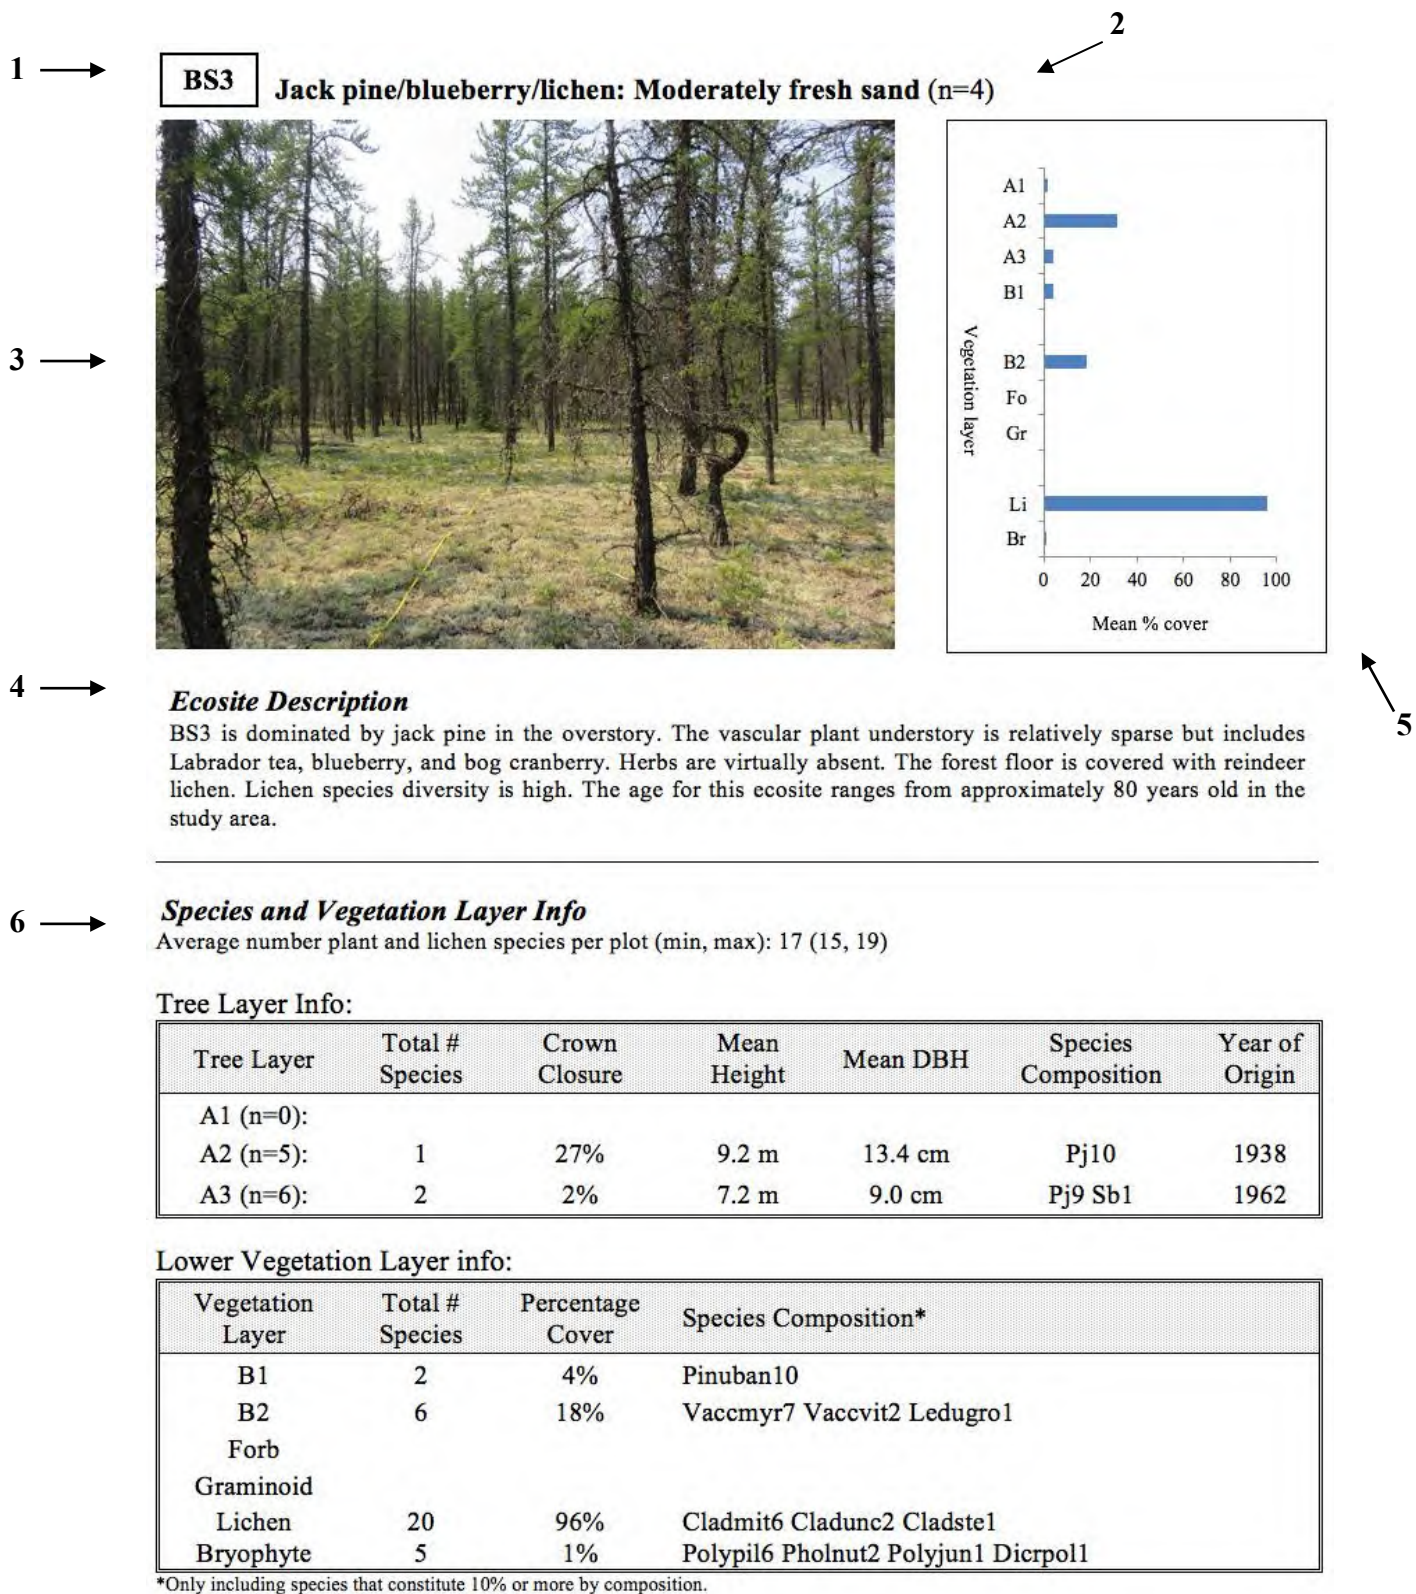 2
1
BS3 Jack pine/blueberry/lichen: Moderately fresh sand (n=4)
A1
A2
A3
B1
B2
Fo
Gr
Li
Br
Vegetation layer
0 20 40 60 80 100
Mean % cover
3
4
5
Ecosite Description
BS3 is dominated by jack pine in the overstory. The vascular plant understory is relatively sparse but includes
Labrador tea, blueberry, and bog cranberry. Herbs are virtually absent. The forest floor is covered with reindeer
lichen. Lichen species diversity is high. The age for this ecosite ranges from approximately 80 years old in the
study area.
6
Species and Vegetation Layer Info
Average number plant and lichen species per plot (min, max): 17 (15, 19)
Tree Layer Info:
Tree Layer Total # Species Crown Closure Mean Height Mean DBH Species Composition Year of Origin
A1 (n=0):
A2 (n=5): 1 27% 9.2 m 13.4 cm Pj10 1938
A3 (n=6): 2 2% 7.2 m 9.0 cm Pj9 Sb1 1962
Lower Vegetation Layer info:
Vegetation Layer Total # Species Percentage Cover Species Composition*
B1 2 4% Pinuban10
B2 6 18% Vaccmyr7 Vaccvit2 Ledugro1
Forb
Graminoid
Lichen 20 96% Cladmit6 Cladunc2 Cladste1
Bryophyte 5 1% Polypil6 Pholnut2 Polyjun1 Dicrpol1
*Only including species that constitute 10% or more by composition.